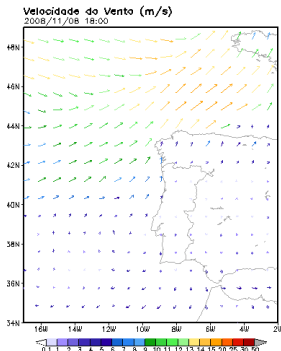 Velocidade do Vento (m/s)
2008/11/08 18:00
48N
46N
44N
42N
40N
38N
36N
34N
16W 14W 12W 10W 8W 6W 4W 2W
0 1 2 3 4 5 6 7 8 9 10 11 12 13 14 15 20 25 30 50